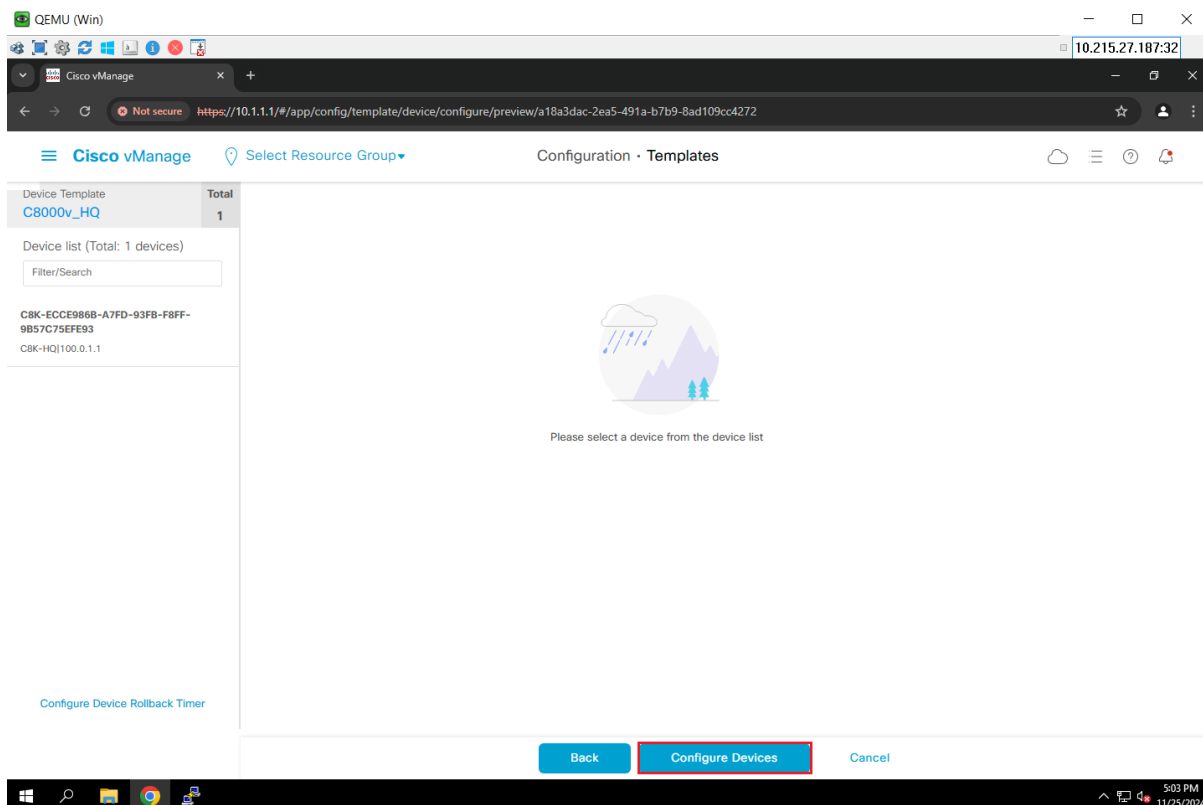 QEMU (Win)
10.215.27.187:32
Cisco vManage
Not secure https://10.1.1.1/#/app/config/template/device/configure/preview/a18a3dac-2ea5-491a-b7b9-8ad109cc4272
Cisco vManage
Select Resource Group
Configuration · Templates
Device Template
Total
C8000v_HQ
1
Device list (Total: 1 devices)
Filter/Search
C8K-ECCE986B-A7FD-93FB-F8FF-
9B57C75EFE93
C8K-HQ|100.0.1.1
Please select a device from the device list
Configure Device Rollback Timer
Back
Configure Devices
Cancel
5:03 PM
11/25/202